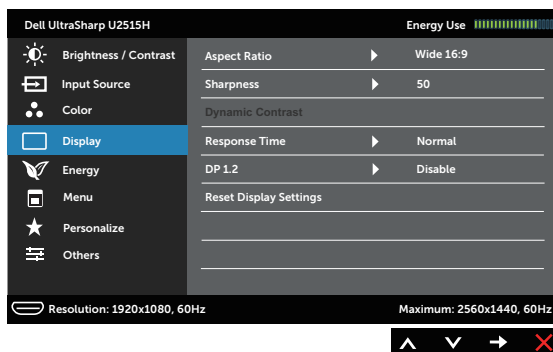 Dell UltraSharp U2515H Energy Use
Brightness / Contrast
Input Source
Color
Display
Energy
Menu
Personalize
Others
Aspect Ratio Wide 16:9
Sharpness 50
Dynamic Contrast
Response Time Normal
DP 1.2 Disable
Reset Display Settings
Resolution: 1920x1080, 60Hz Maximum: 2560x1440, 60Hz